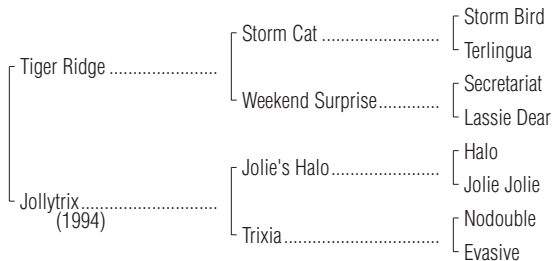 Storm Bird
Storm Cat ........................
Terlingua
Tiger Ridge ......................
Secretariat
Weekend Surprise.............
Lassie Dear
Halo
Jolie's Halo......................
Jolie Jolie
Jollytrix............................
(1994)
Nodouble
Trixia................................
Evasive